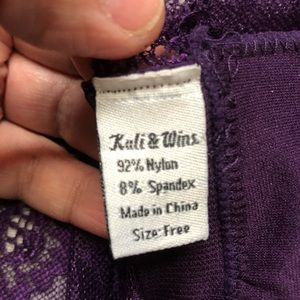 Kali & Wins.
92% Nylon
8% Spandex
Made in China
Size: Free